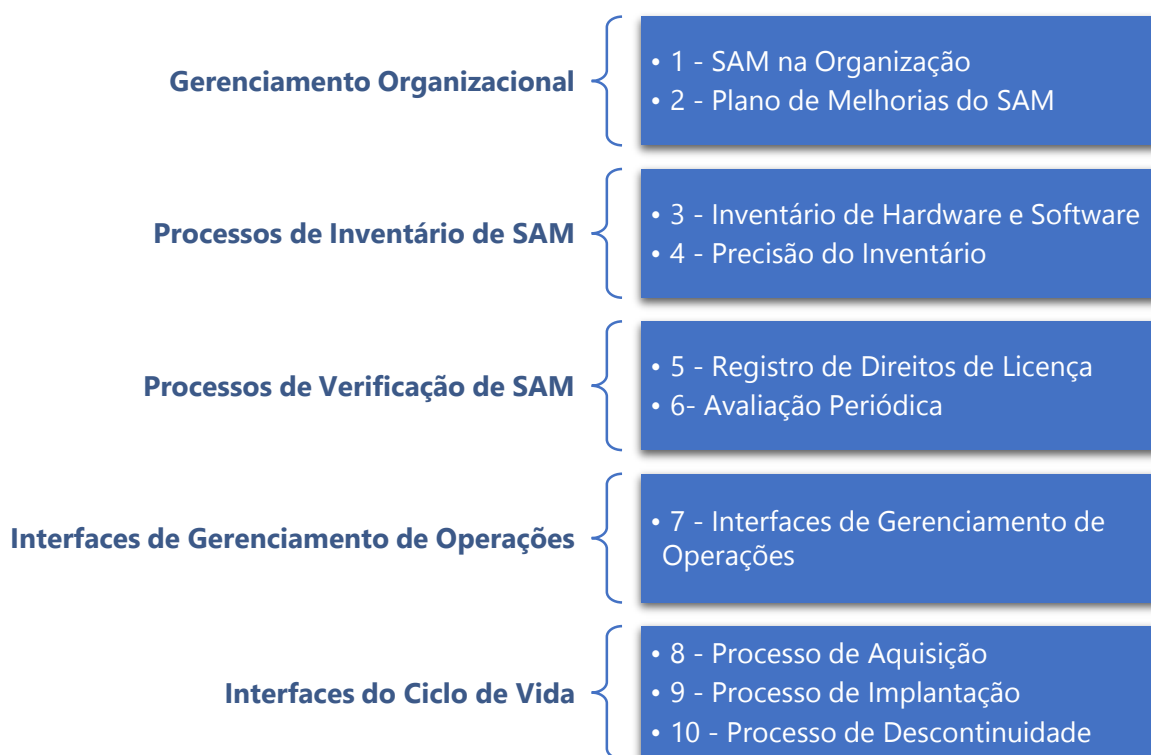 Gerenciamento Organizacional
• 1 - SAM na Organização
• 2 - Plano de Melhorias do SAM
Processos de Inventário de SAM
• 3 - Inventário de Hardware e Software
• 4 - Precisão do Inventário
Processos de Verificação de SAM
• 5 - Registro de Direitos de Licença
• 6- Avaliação Periódica
Interfaces de Gerenciamento de Operações
• 7 - Interfaces de Gerenciamento de
Operações
Interfaces do Ciclo de Vida
• 8 - Processo de Aquisição
• 9 - Processo de Implantação
• 10 - Processo de Descontinuidade